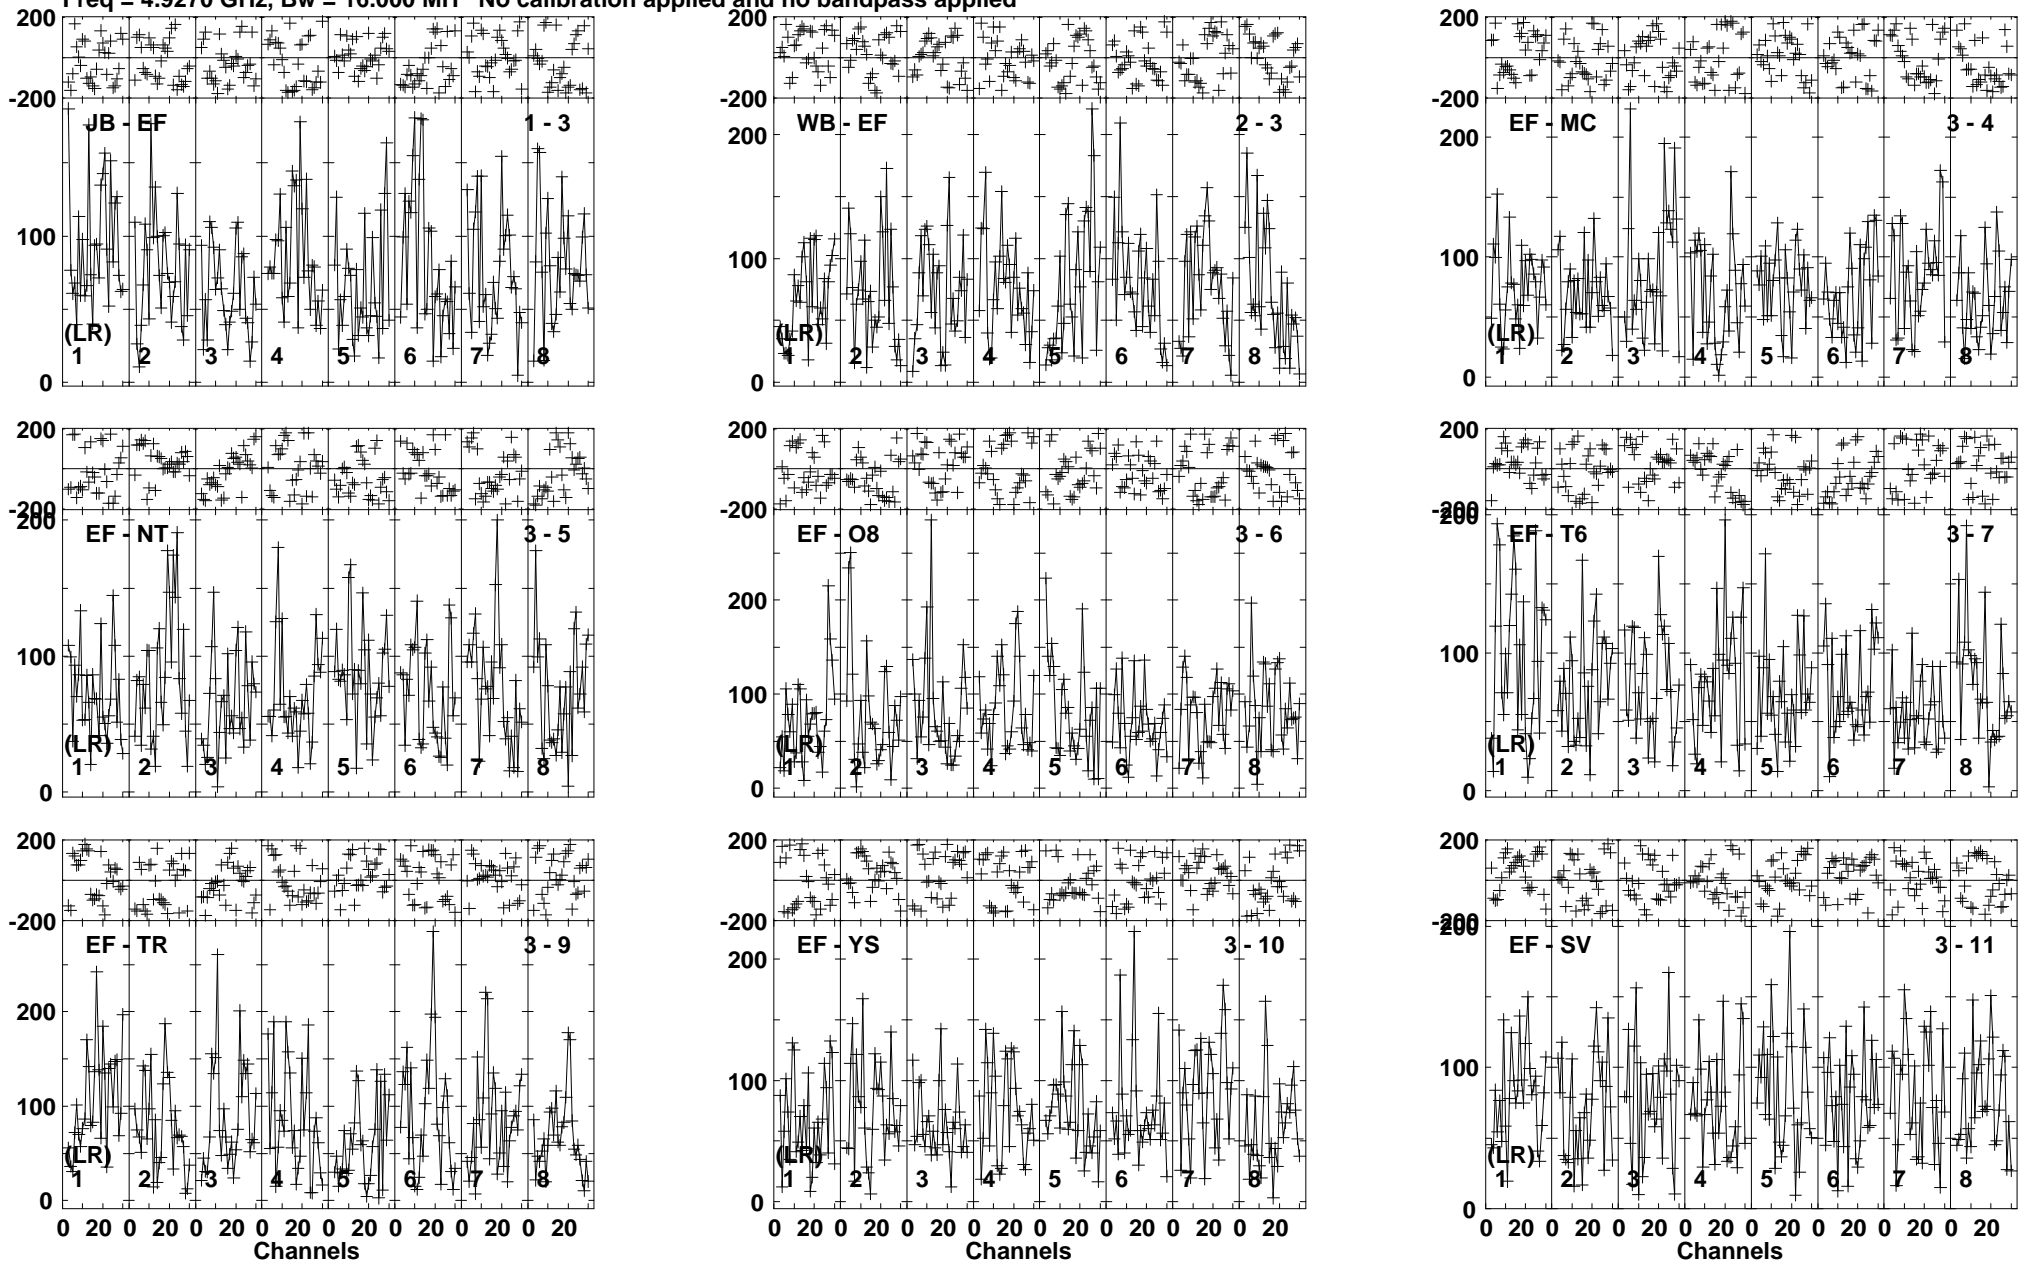 Freq = 4.9270 GHz, Bw = 16.000 MH No calibration applied and no bandpass applied
200 200 200
-200 -200 -200
JB - EF 1 - 3 WB - EF 2 - 3 EF - MC 3 - 4
200 200
100 100 100
(LR) (LR) (LR)
1 2 3 4 5 6 7 8 1 2 3 4 5 6 7 8 1 2 3 4 5 6 7 8
0 0 0
200 200 200
-200 -200 -200
200 200
EF - NT 3 - 5 EF - O8 3 - 6 EF - T6 3 - 7
200
100 100 100
(LR) (LR) (LR)
1 2 3 4 5 6 7 8 1 2 3 4 5 6 7 8 1 2 3 4 5 6 7 8
0 0 0
200 200 200
-200 -200 -200
200
EF - TR 3 - 9 EF - YS 3 - 10 EF - SV 3 - 11
200 200
100 100 100
(LR) (LR) (LR)
1 2 3 4 5 6 7 8 1 2 3 4 5 6 7 8 1 2 3 4 5 6 7 8
0 0 0
0 20 0 20 0 20 0 20 0 20 0 20 0 20 0 20 0 20 0 20 0 20 0 20 0 20 0 20 0 20 0 20 0 20 0 20 0 20 0 20 0 20 0 20 0 20 0 20
Channels Channels Channels